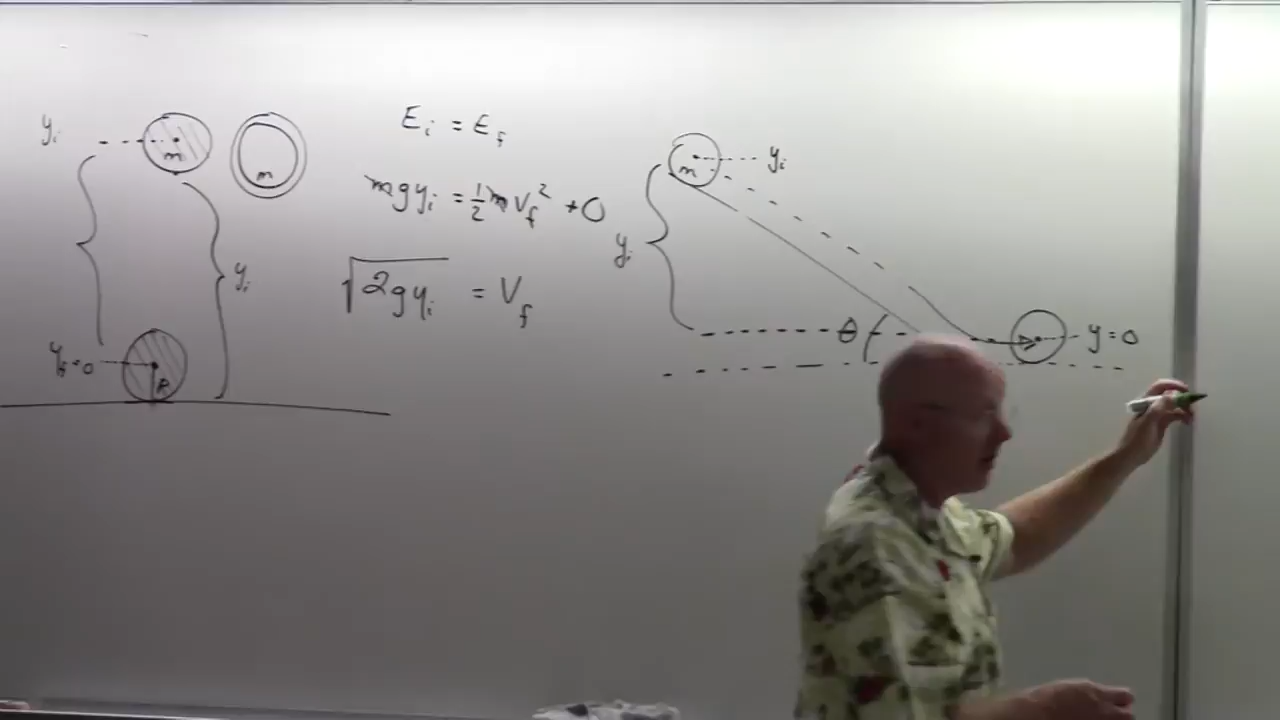 yᵢ
m
m
yᵢ
y_f=0
R
Eᵢ = E_f
mgyᵢ = ½mV_f² + 0
√2gyᵢ = V_f
m
yᵢ
yᵢ
θ
y=0